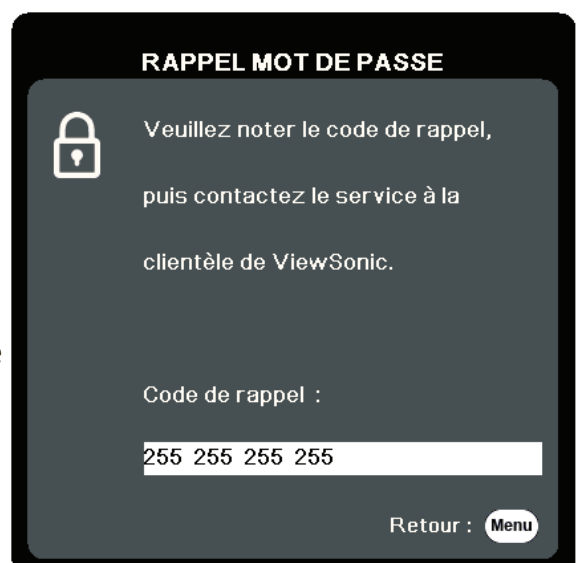 RAPPEL MOT DE PASSE
Veuillez noter le code de rappel,
puis contactez le service à la
clientèle de ViewSonic.
Code de rappel :
255 255 255 255
Retour : Menu